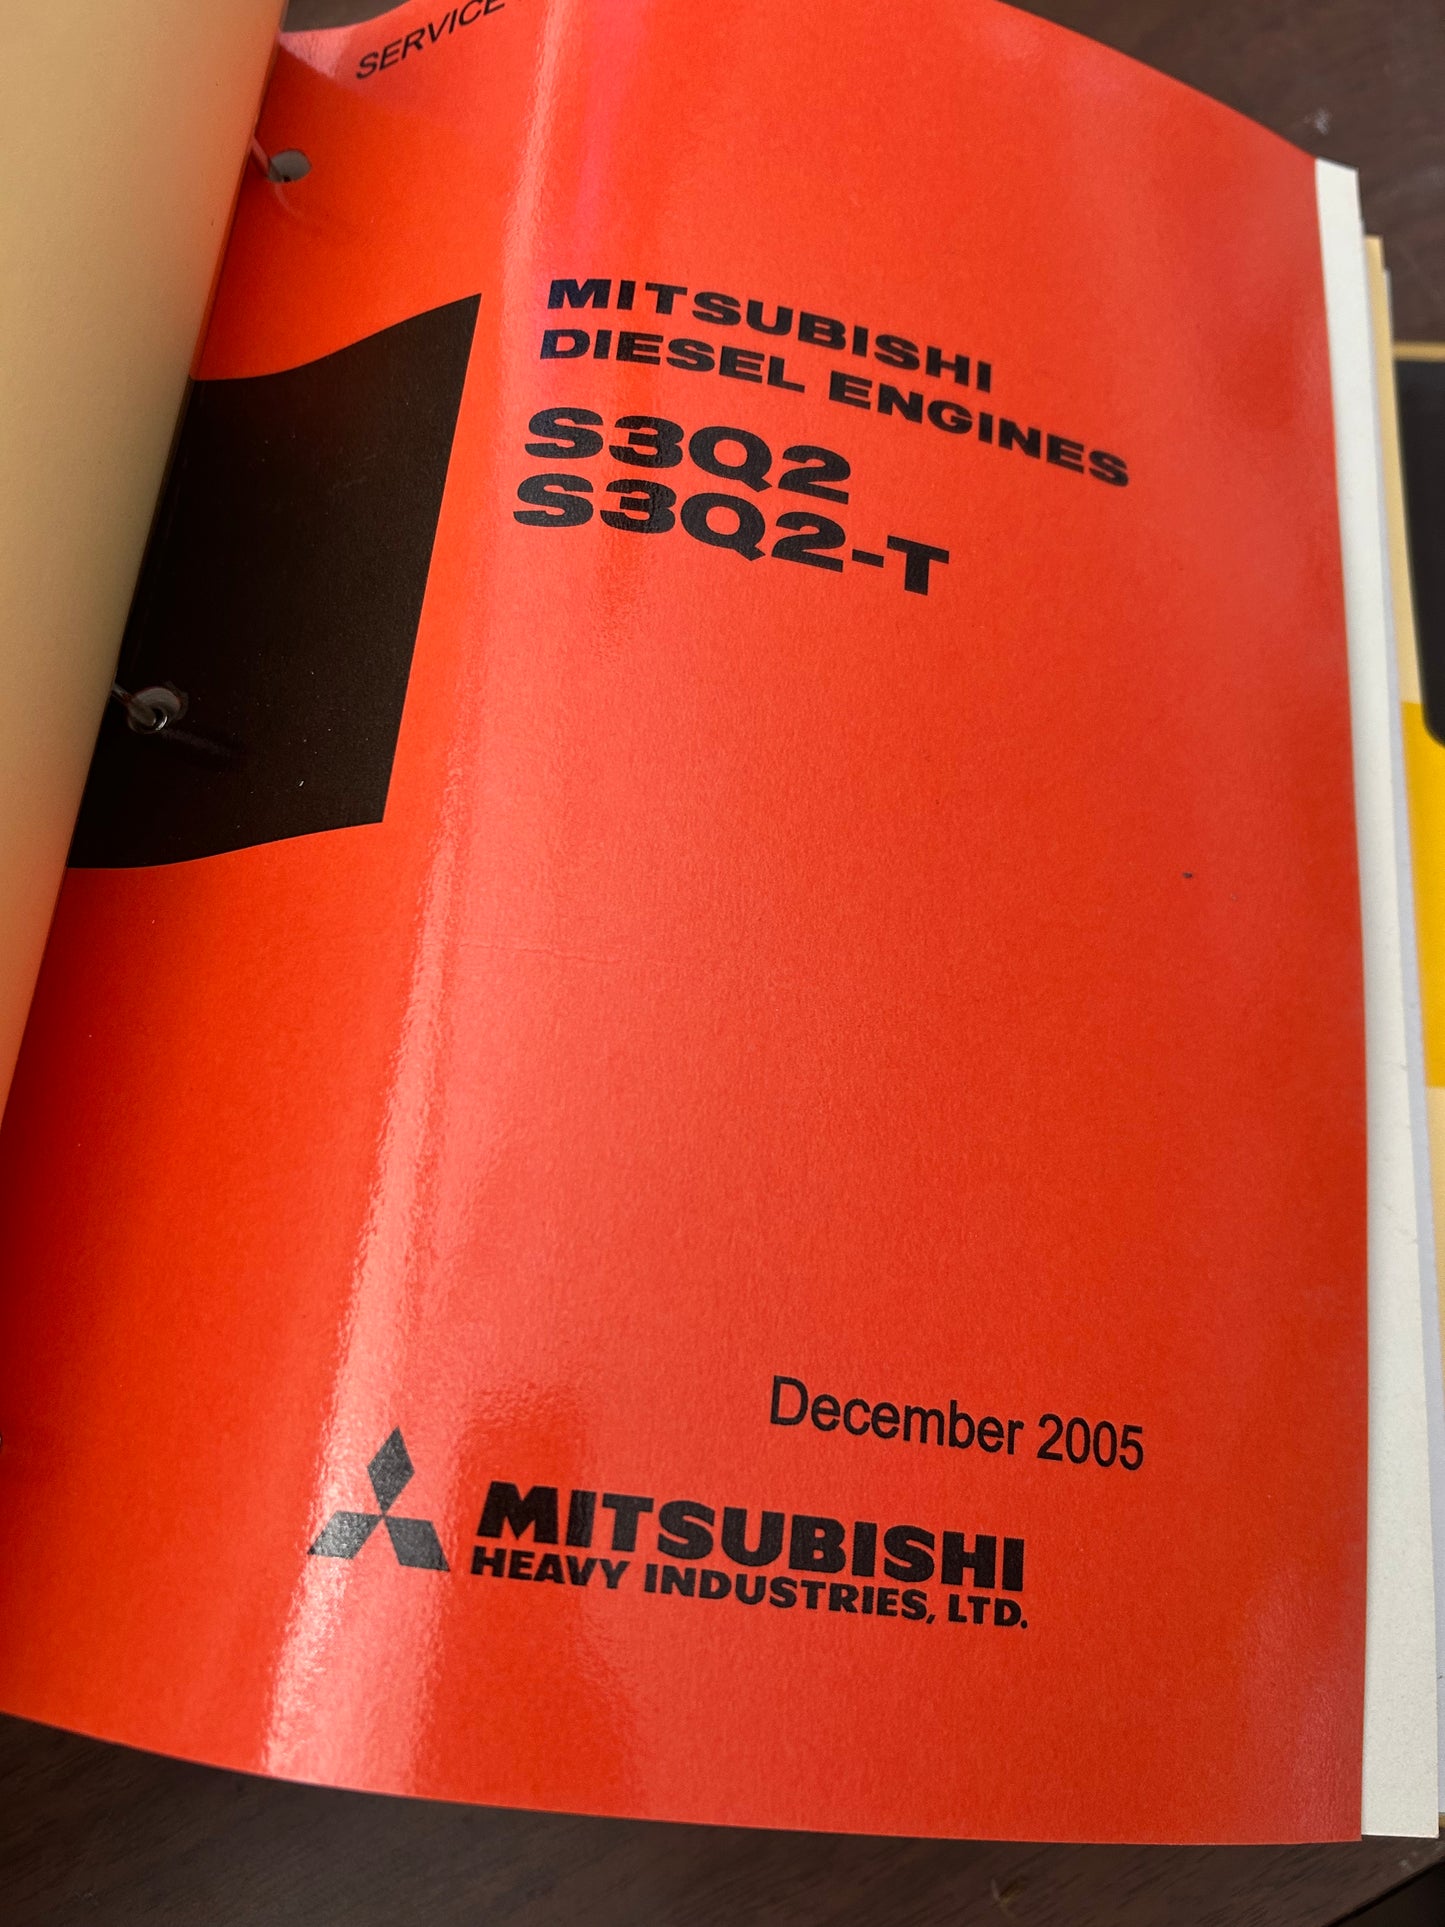 SERVICE
MITSUBISHI
DIESEL ENGINES
S3Q2
S3Q2-T
December 2005
MITSUBISHI
HEAVY INDUSTRIES, LTD.